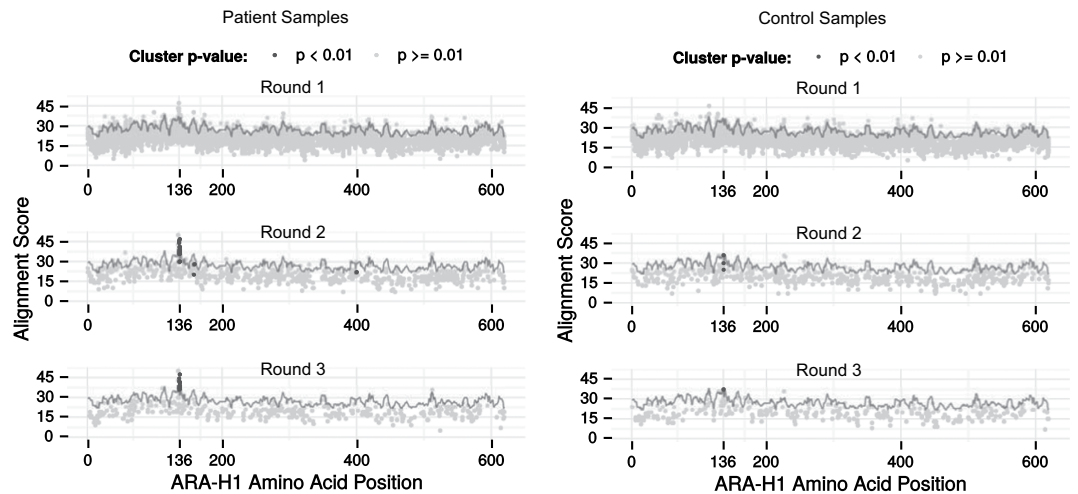 Patient Samples
Cluster p-value: p < 0.01 p >= 0.01
Round 1
45
30
15
0
0 136 200 400 600
Round 2
45
30
15
0
0 136 200 400 600
Round 3
45
30
15
0
0 136 200 400 600
Alignment Score
ARA-H1 Amino Acid Position
Control Samples
Cluster p-value: p < 0.01 p >= 0.01
Round 1
45
30
15
0
0 136 200 400 600
Round 2
45
30
15
0
0 136 200 400 600
Round 3
45
30
15
0
0 136 200 400 600
Alignment Score
ARA-H1 Amino Acid Position